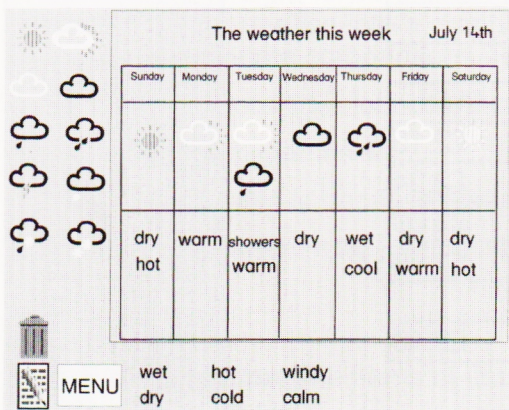 The weather this week July 14th
Sunday Monday Tuesday Wednesday Thursday Friday Saturday
dry warm showers dry wet dry dry
hot warm cool warm hot
MENU
wet hot windy
dry cold calm